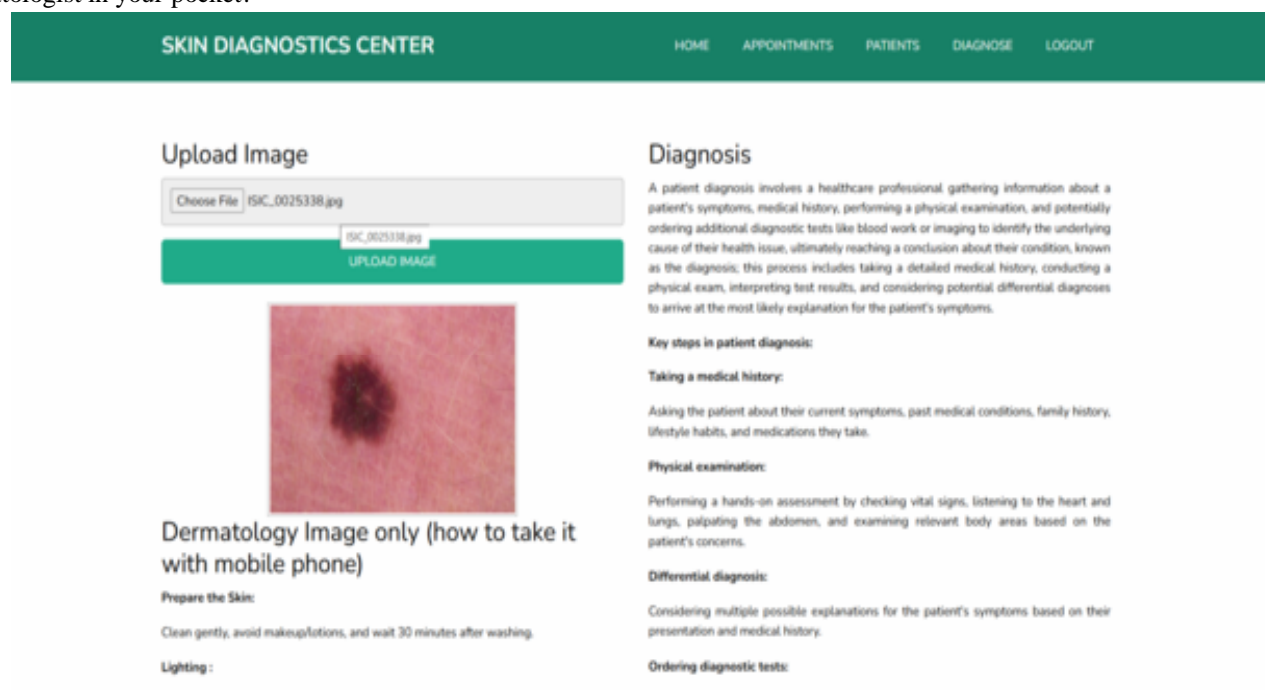 in your pocket?
SKIN DIAGNOSTICS CENTER
HOME APPOINTMENTS PATIENTS DIAGNOSE LOGOUT
Upload Image
Choose File ISIC_0025338.jpg
ISIC_0025338.jpg
UPLOAD IMAGE
Dermatology Image only (how to take it
with mobile phone)
Prepare the Skin:
Clean gently, avoid makeup/lotions, and wait 30 minutes after washing.
Lighting :
Diagnosis
A patient diagnosis involves a healthcare professional gathering information about a
patient's symptoms, medical history, performing a physical examination, and potentially
ordering additional diagnostic tests like blood work or imaging to identify the underlying
cause of their health issue, ultimately reaching a conclusion about their condition, known
as the diagnosis; this process includes taking a detailed medical history, conducting a
physical exam, interpreting test results, and considering potential differential diagnoses
to arrive at the most likely explanation for the patient's symptoms.
Key steps in patient diagnosis:
Taking a medical history:
Asking the patient about their current symptoms, past medical conditions, family history,
lifestyle habits, and medications they take.
Physical examination:
Performing a hands-on assessment by checking vital signs, listening to the heart and
lungs, palpating the abdomen, and examining relevant body areas based on the
patient's concerns.
Differential diagnosis:
Considering multiple possible explanations for the patient's symptoms based on their
presentation and medical history.
Ordering diagnostic tests: